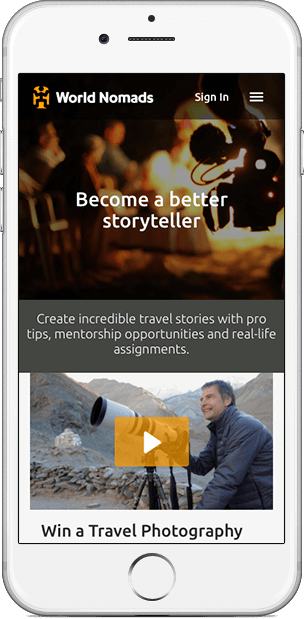 World Nomads
Sign In
Become a better
storyteller
Create incredible travel stories with pro
tips, mentorship opportunities and real-life
assignments.
Win a Travel Photography